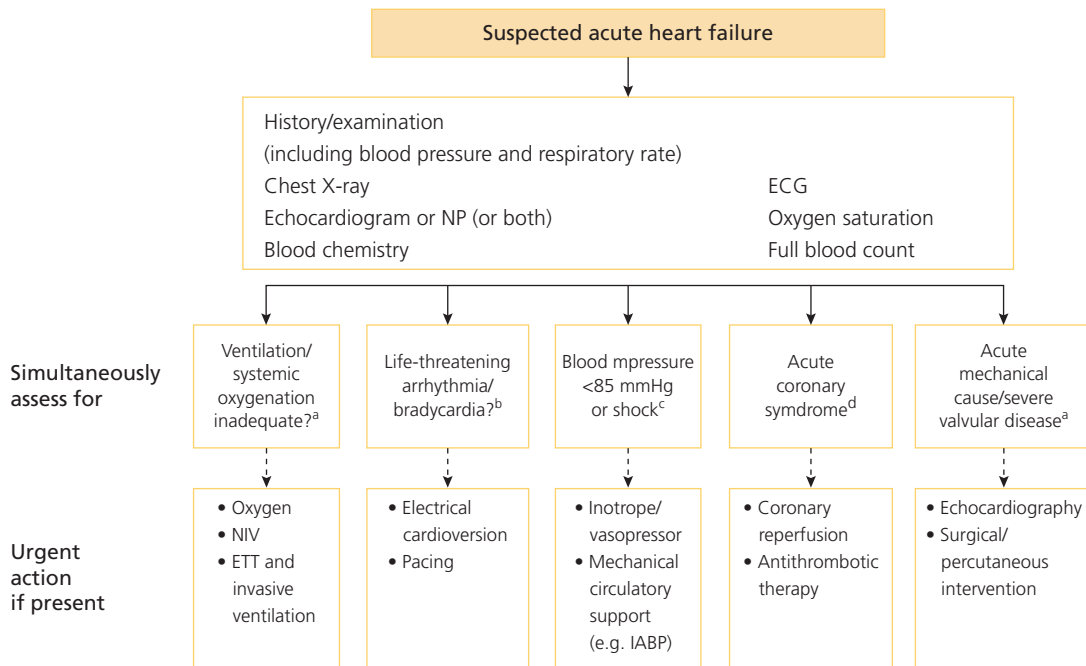 Suspected acute heart failure
History/examination
(including blood pressure and respiratory rate)
Chest X-ray
ECG
Echocardiogram or NP (or both)
Oxygen saturation
Blood chemistry
Full blood count
Simultaneously
assess for
Ventilation/
systemic
oxygenation
inadequate?a
Life-threatening
arrhythmia/
bradycardia?b
Blood mpressure
<85 mmHg
or shockc
Acute
coronary
symdromed
Acute
mechanical
cause/severe
valvular diseasea
Urgent
action
if present
• Oxygen
• NIV
• ETT and
invasive
ventilation
• Electrical
cardioversion
• Pacing
• Inotrope/
vasopressor
• Mechanical
circulatory
support
(e.g. IABP)
• Coronary
reperfusion
• Antithrombotic
therapy
• Echocardiography
• Surgical/
percutaneous
intervention